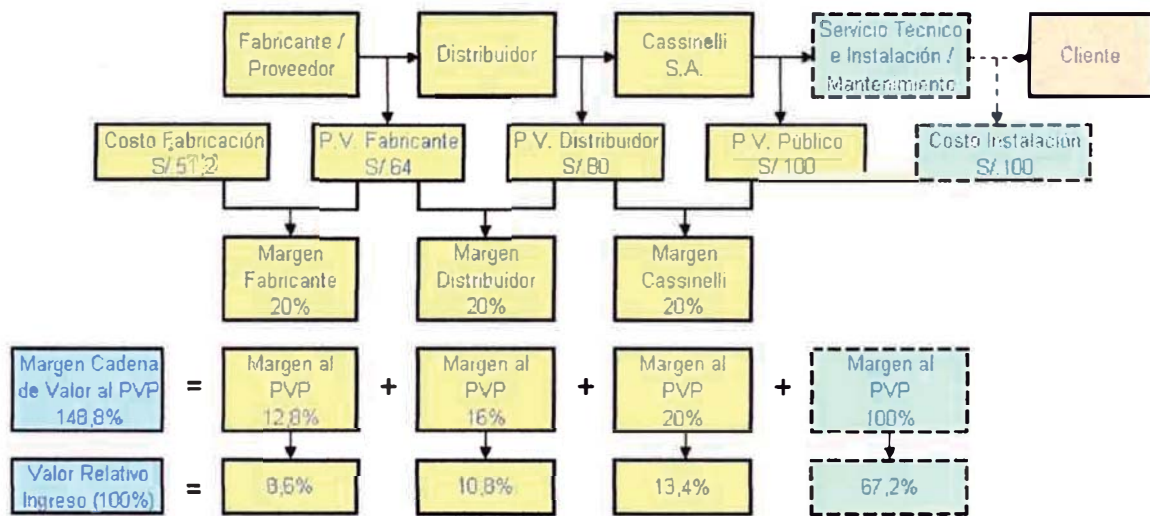 Fabricante /
Proveedor
Distribuidor
Cassinelli
S.A.
Servicio Técnico
e Instalación /
Mantenimiento
Cliente
Costo Fabricación
S/.51,2
P.V. Fabricante
S/.64
P.V. Distribuidor
S/.80
P.V. Público
S/.100
Costo Instalación
S/.100
Margen
Fabricante
20%
Margen
Distribuidor
20%
Margen
Cassinelli
20%
Margen Cadena
de Valor al PVP
148,8%
=
Margen al
PVP
12,8%
+
Margen al
PVP
16%
+
Margen al
PVP
20%
+
Margen al
PVP
100%
Valor Relativo
Ingreso (100%)
=
8,6%
10,8%
13,4%
67,2%